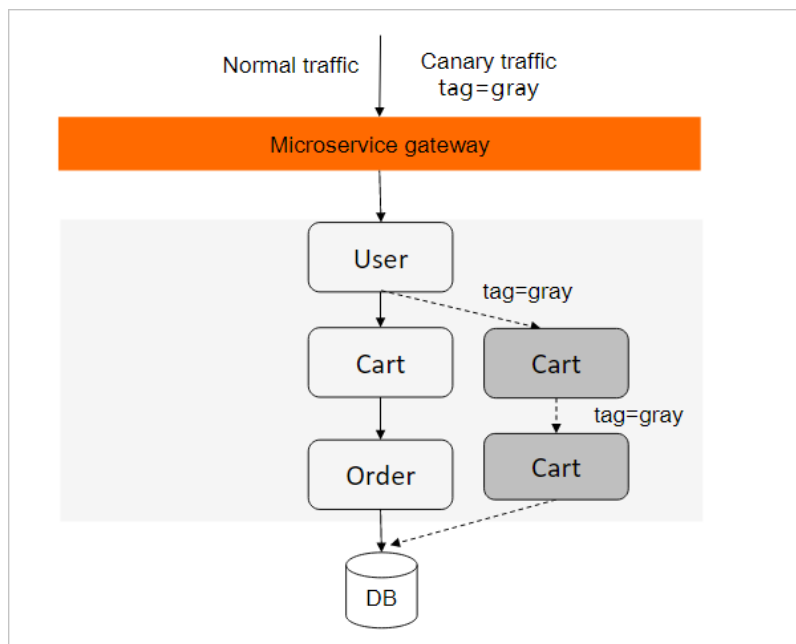 Normal traffic
Canary traffic
tag=gray
Microservice gateway
User
tag=gray
Cart
Cart
tag=gray
Order
Cart
DB